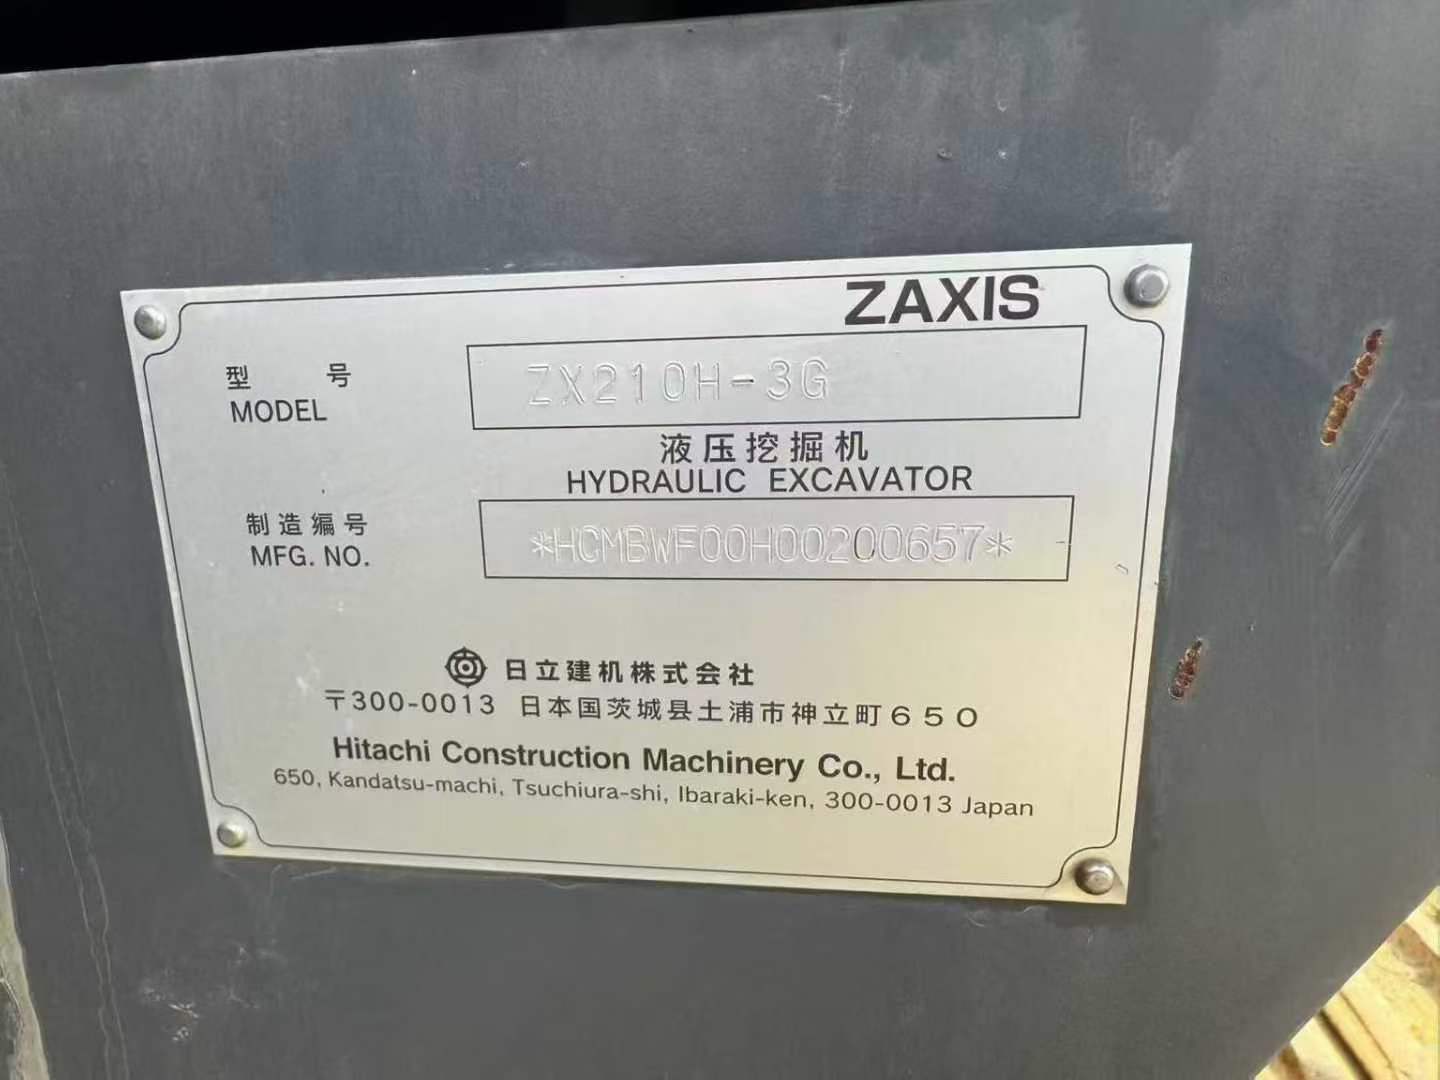 ZAXIS
型 号
MODEL
ZX210H-3G
液压挖掘机
HYDRAULIC EXCAVATOR
制造编号
MFG. NO.
*HCMBWF00H00200657*
日立建机株式会社
〒300-0013 日本国茨城县土浦市神立町650
Hitachi Construction Machinery Co., Ltd.
650, Kandatsu-machi, Tsuchiura-shi, Ibaraki-ken, 300-0013 Japan